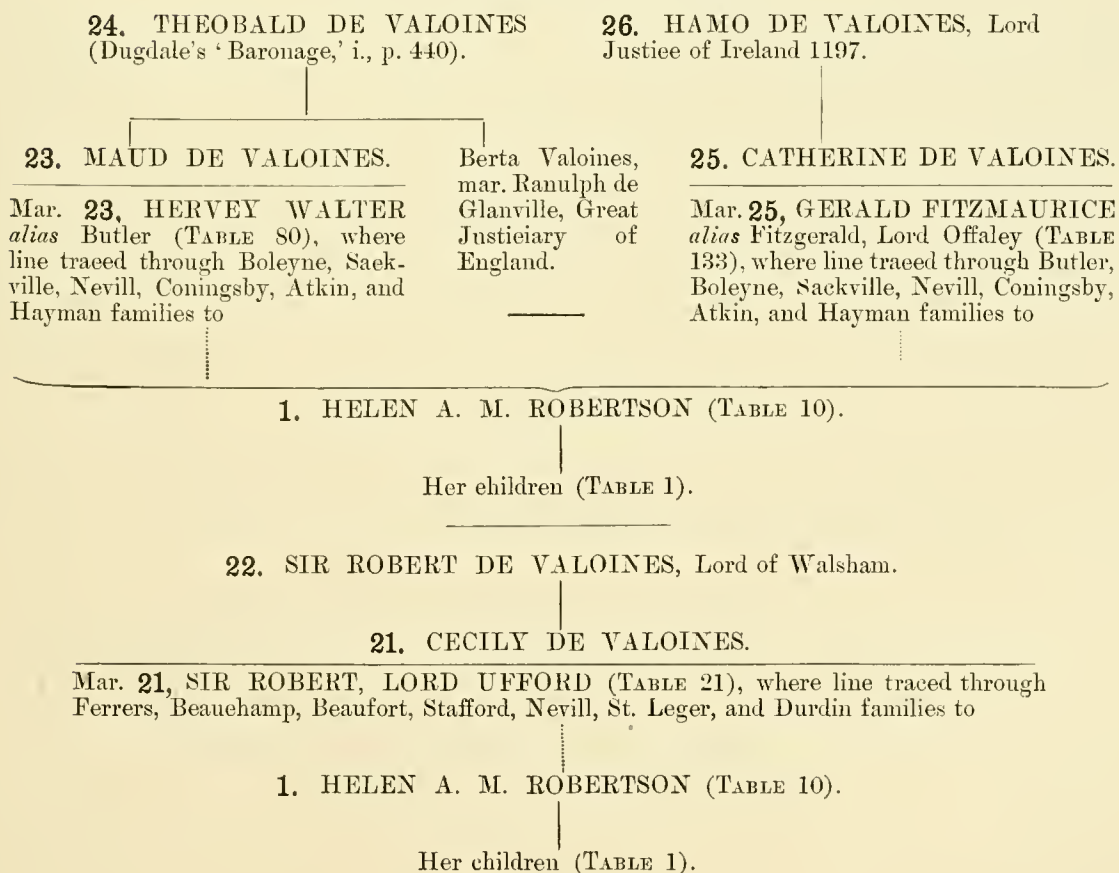 24. THEOBALD DE VALOINES
(Dugdale's ‘Baronage,’ i., p. 440).
26. HAMO DE VALOINES, Lord
Justice of Ireland 1197.
23. MAUD DE VALOINES.
Mar. 23, HERVEY WALTER
alias Butler (TABLE 80), where
line traced through Boleyne, Sack-
ville, Nevill, Coningsby, Atkin, and
Hayman families to
Berta Valoines,
mar. Ranulph de
Glanville, Great
Justiciary of
England.
25. CATHERINE DE VALOINES.
Mar. 25, GERALD FITZMAURICE
alias Fitzgerald, Lord Offaley (TABLE
133), where line traced through Butler,
Boleyne, Sackville, Nevill, Coningsby,
Atkin, and Hayman families to
1. HELEN A. M. ROBERTSON (TABLE 10).
Her children (TABLE 1).
22. SIR ROBERT DE VALOINES, Lord of Walsham.
21. CECILY DE VALOINES.
Mar. 21, SIR ROBERT, LORD UFFORD (TABLE 21), where line traced through
Ferrers, Beauchamp, Beaufort, Stafford, Nevill, St. Leger, and Durdin families to
1. HELEN A. M. ROBERTSON (TABLE 10).
Her children (TABLE 1).